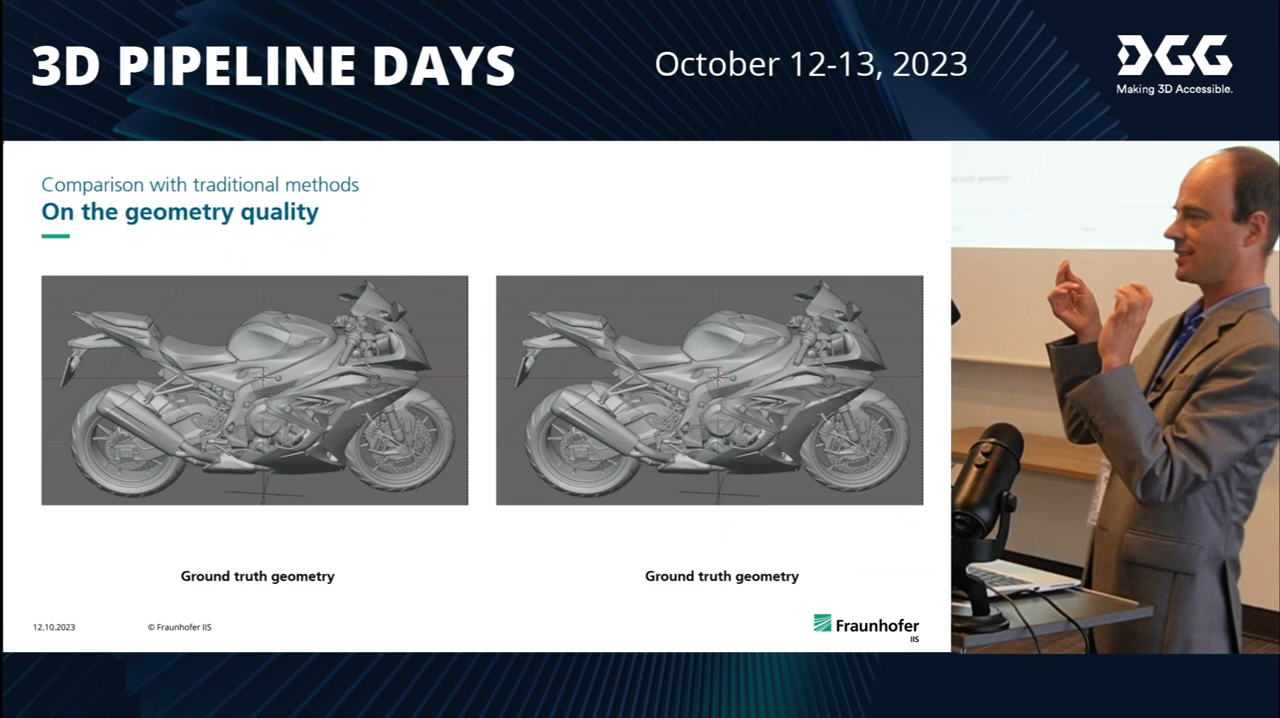 3D PIPELINE DAYS
October 12-13, 2023
DGG
Making 3D Accessible.
Comparison with traditional methods
On the geometry quality
Ground truth geometry
Ground truth geometry
12.10.2023
© Fraunhofer IIS
Fraunhofer
IIS